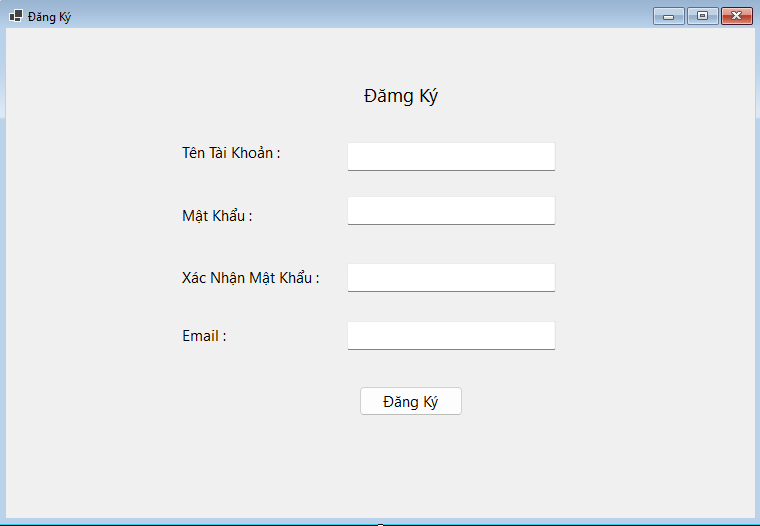 Đăng Ký
Đămg Ký
Tên Tài Khoản :
Mật Khẩu :
Xác Nhận Mật Khẩu :
Email :
Đăng Ký